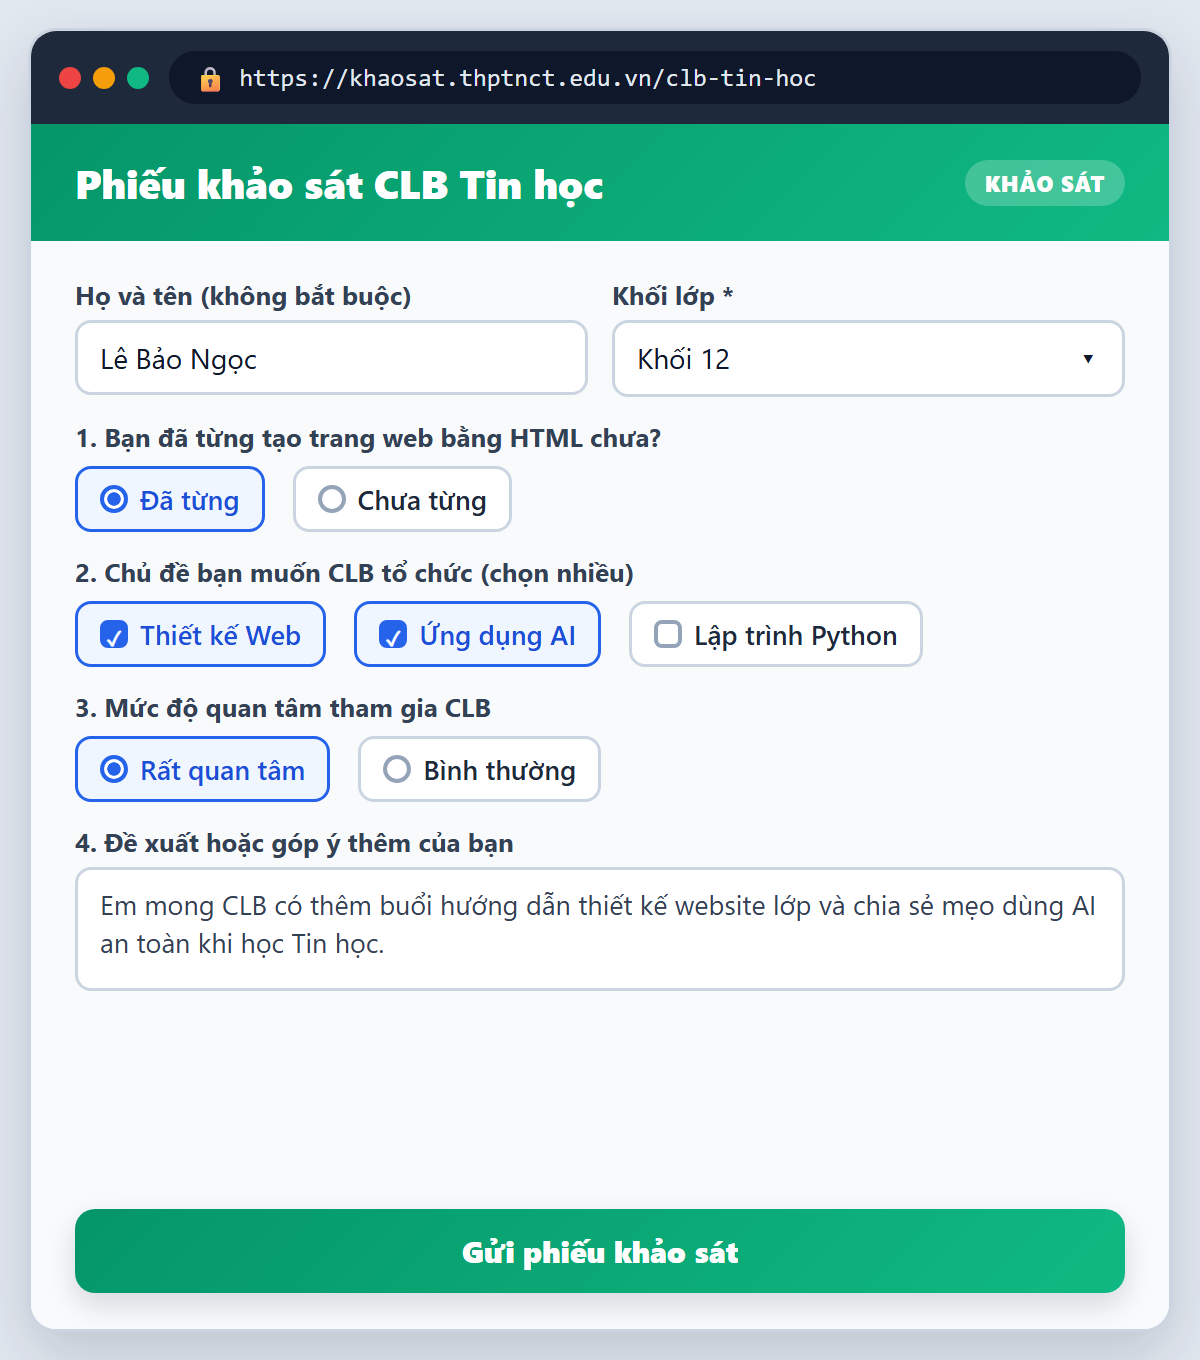 https://khaosat.thptnct.edu.vn/clb-tin-hoc
Phiếu khảo sát CLB Tin học
KHẢO SÁT
Họ và tên (không bắt buộc)
Khối lớp *
Lê Bảo Ngọc
Khối 12
1. Bạn đã từng tạo trang web bằng HTML chưa?
Đã từng
Chưa từng
2. Chủ đề bạn muốn CLB tổ chức (chọn nhiều)
Thiết kế Web
Ứng dụng AI
Lập trình Python
3. Mức độ quan tâm tham gia CLB
Rất quan tâm
Bình thường
4. Đề xuất hoặc góp ý thêm của bạn
Em mong CLB có thêm buổi hướng dẫn thiết kế website lớp và chia sẻ mẹo dùng AI
an toàn khi học Tin học.
Gửi phiếu khảo sát